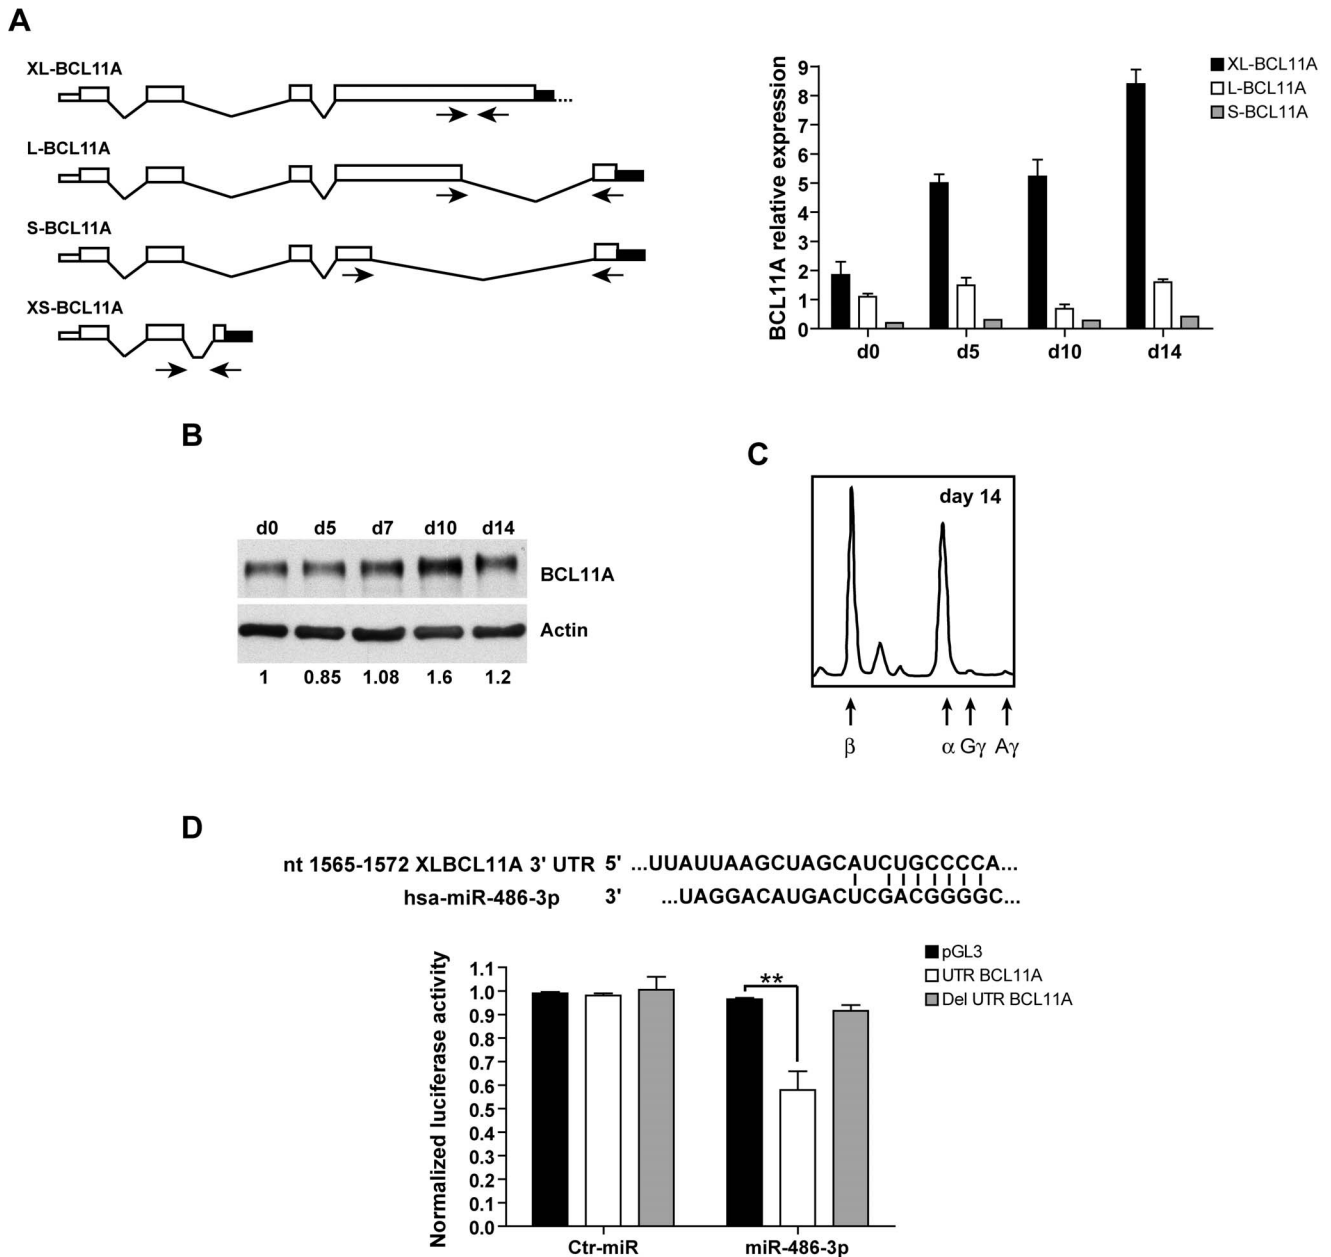 A
XL-BCL11A
L-BCL11A
S-BCL11A
XS-BCL11A
BCL11A relative expression
9
8
7
6
5
4
3
2
1
0
d0 d5 d10 d14
XL-BCL11A
L-BCL11A
S-BCL11A
B
d0 d5 d7 d10 d14
BCL11A
Actin
1 0.85 1.08 1.6 1.2
C
day 14
β α Gγ Aγ
D
nt 1565-1572 XLBCL11A 3' UTR 5' ...UUAUUAAGCUAGCAUCUGCCCCA...
hsa-miR-486-3p 3' ...UAGGACAUGACUCGACGGGGC...
Normalized luciferase activity
1.1
1.0
0.9
0.8
0.7
0.6
0.5
0.4
0.3
0.2
0.1
0.0
**
Ctr-miR miR-486-3p
pGL3
UTR BCL11A
Del UTR BCL11A